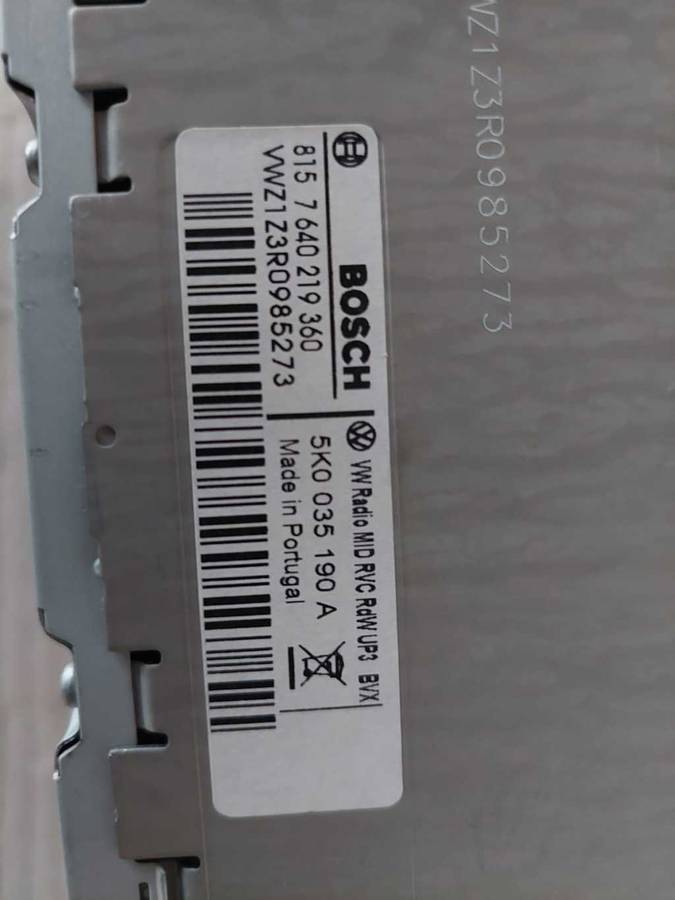 BOSCH
815 7 640 219 360
VWZ1Z3R0985273
VW Radio MID RVC RdW UP3 BVX
5K0 035 190 A
Made in Portugal
WZ1Z3R0985273